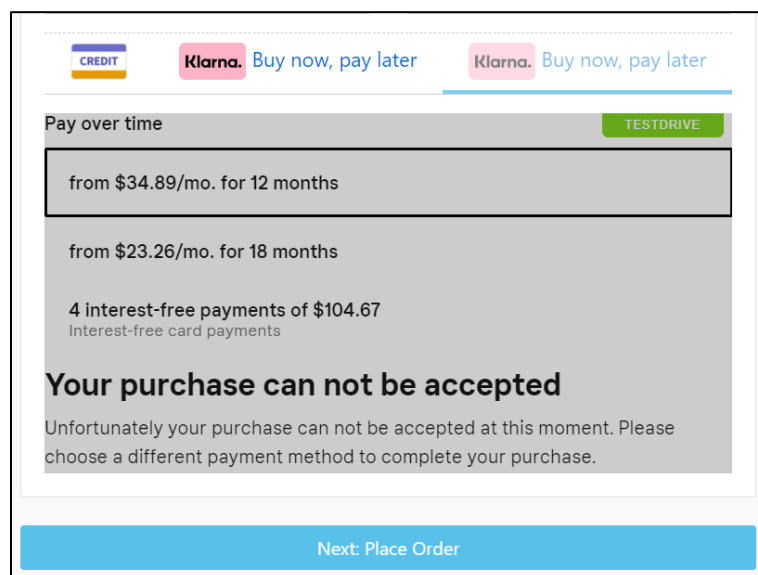 CREDIT Klarna. Buy now, pay later Klarna. Buy now, pay later
Pay over time TESTDRIVE
from $34.89/mo. for 12 months
from $23.26/mo. for 18 months
4 interest-free payments of $104.67
Interest-free card payments
Your purchase can not be accepted
Unfortunately your purchase can not be accepted at this moment. Please
choose a different payment method to complete your purchase.
Next: Place Order